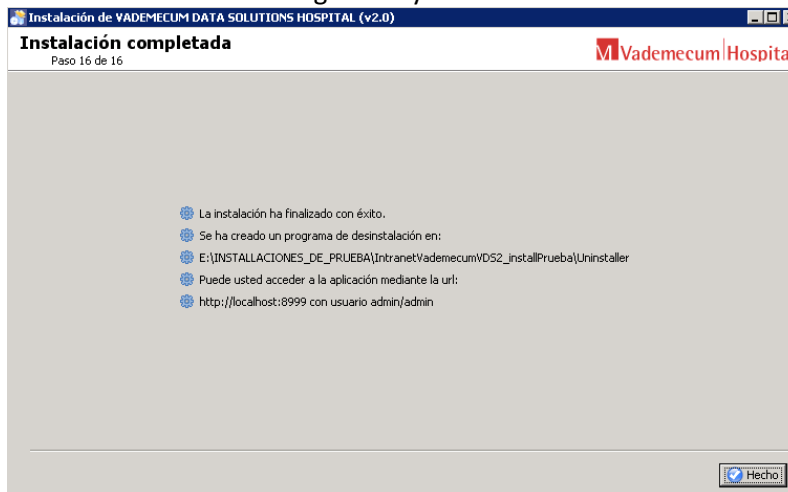 Instalación de VADEMECUM DATA SOLUTIONS HOSPITAL (v2.0)
Instalación completada
Paso 16 de 16
Vademecum Hospita
La instalación ha finalizado con éxito.
Se ha creado un programa de desinstalación en:
E:\INSTALLACIONES_DE_PRUEBA\IntranetVademecumVDS2_installPrueba\Uninstaller
Puede usted acceder a la aplicación mediante la url:
http://localhost:8999 con usuario admin/admin
Hecho